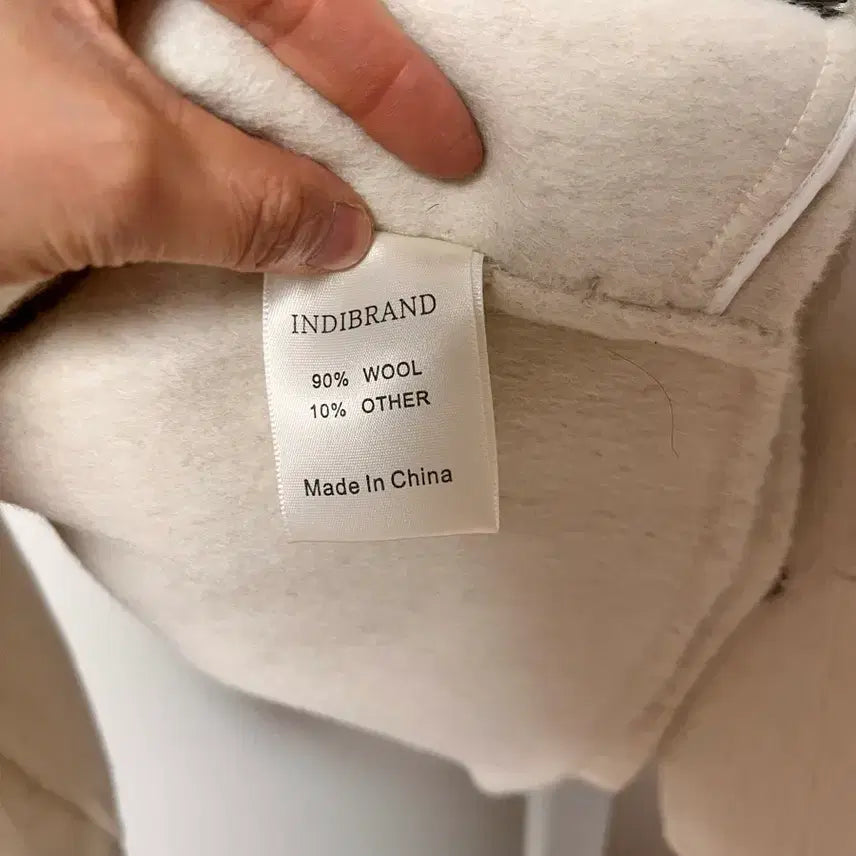 INDIBRAND
90% WOOL
10% OTHER
Made In China